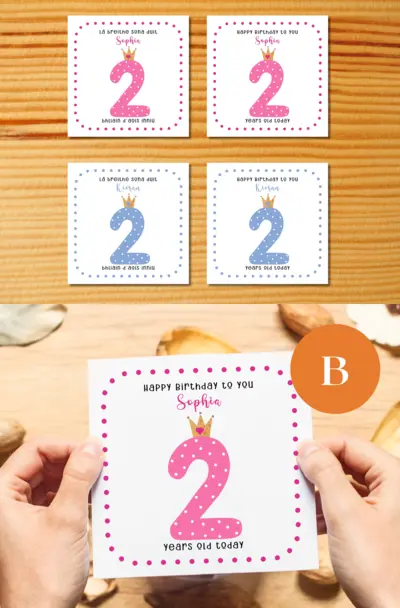 Lá breithe sona duit
Sophia
2
bhliain d'aois inniu
Happy Birthday to you
Sophia
2
years old today
Lá breithe sona duit
Kieran
2
bhliain d'aois inniu
Happy Birthday to you
Kieran
2
years old today
B
Happy Birthday to you
Sophia
2
years old today